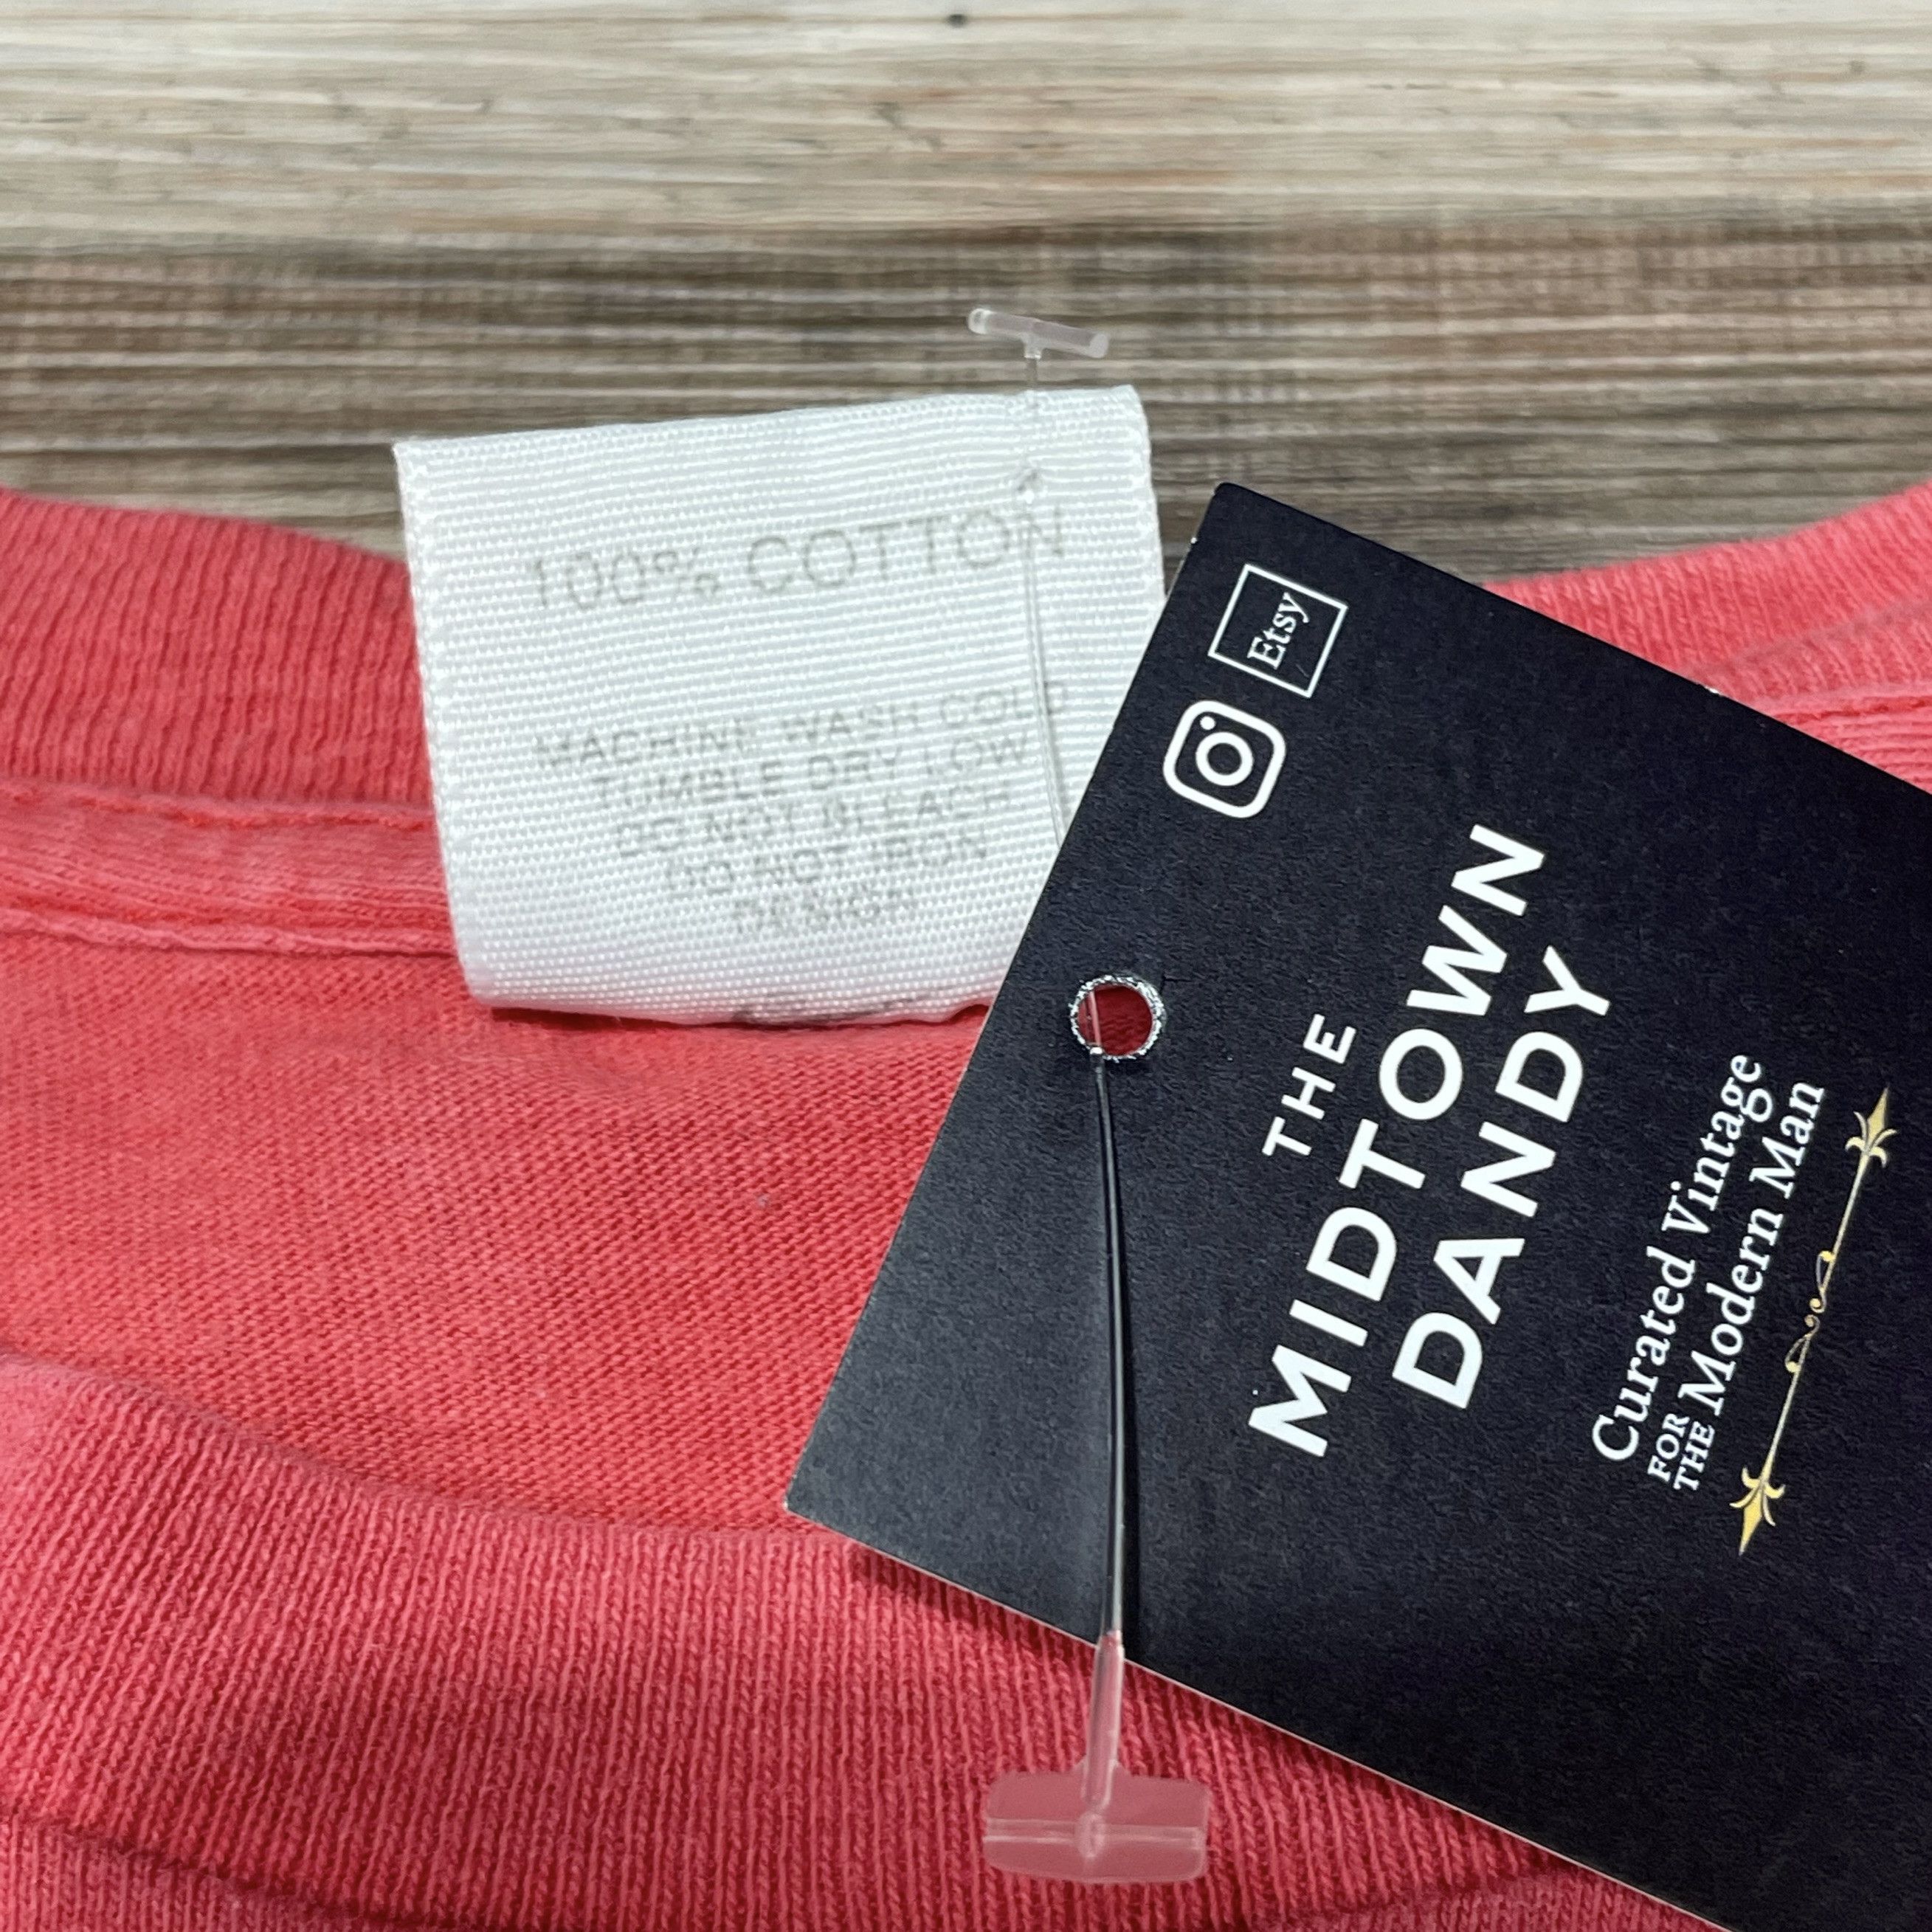 100% COTTON
MACHINE WASH COLD
TUMBLE DRY LOW
DO NOT BLEACH
DO NOT IRON
DESIGN
Etsy
THE
MIDTOWN
DANDY
Curated Vintage
FOR THE Modern Man